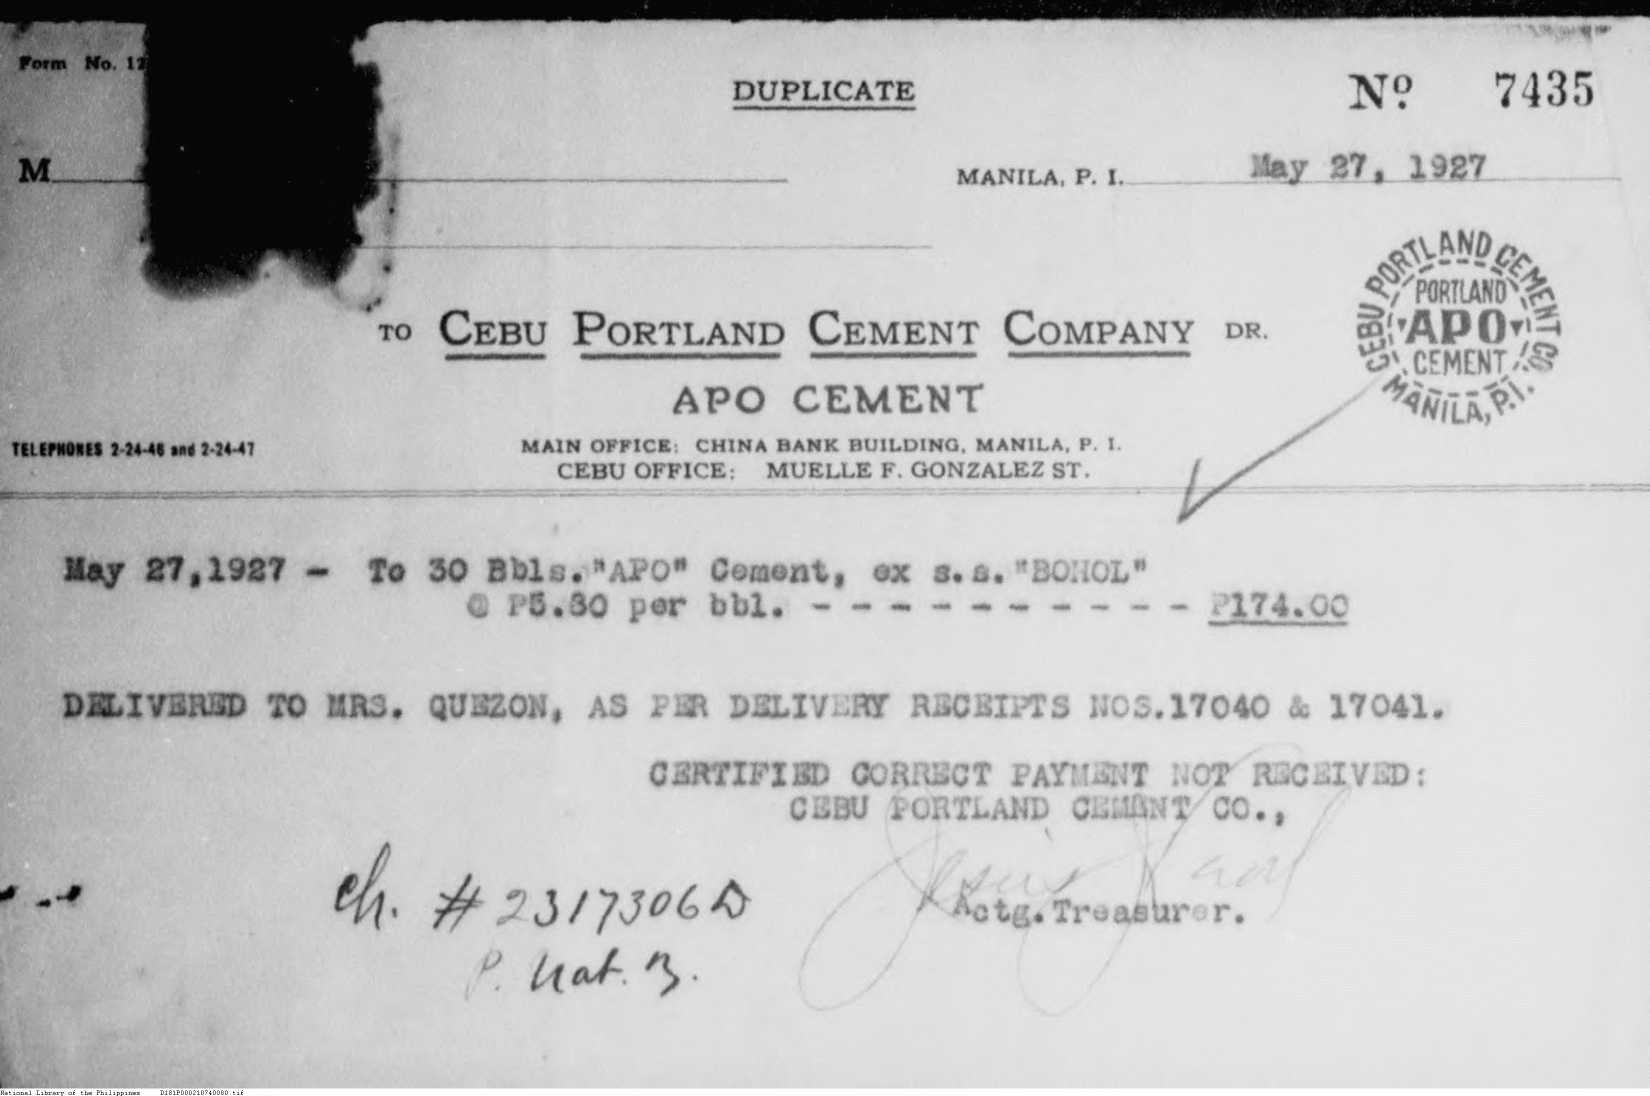 Form No. 12
DUPLICATE
No. 7435
M
MANILA, P. I. May 27, 1927
CEBU PORTLAND CEMENT CO.
MANILA, P.I.
PORTLAND
APO
CEMENT
TO CEBU PORTLAND CEMENT COMPANY DR.
APO CEMENT
TELEPHONES 2-24-46 and 2-24-47
MAIN OFFICE: CHINA BANK BUILDING, MANILA, P. I.
CEBU OFFICE: MUELLE F. GONZALEZ ST.
May 27,1927 - To 30 Bbls."APO" Cement, ex s.s."BOHOL"
@ P5.80 per bbl. - - - - - - - - - - P174.00
DELIVERED TO MRS. QUEZON, AS PER DELIVERY RECEIPTS NOS.17040 & 17041.
CERTIFIED CORRECT PAYMENT NOT RECEIVED:
CEBU PORTLAND CEMENT CO.,
Jesus
Actg.Treasurer.
Ch. # 2317306 D
P. Nat. B.
National Library of the Philippines D181P000210740080.tif